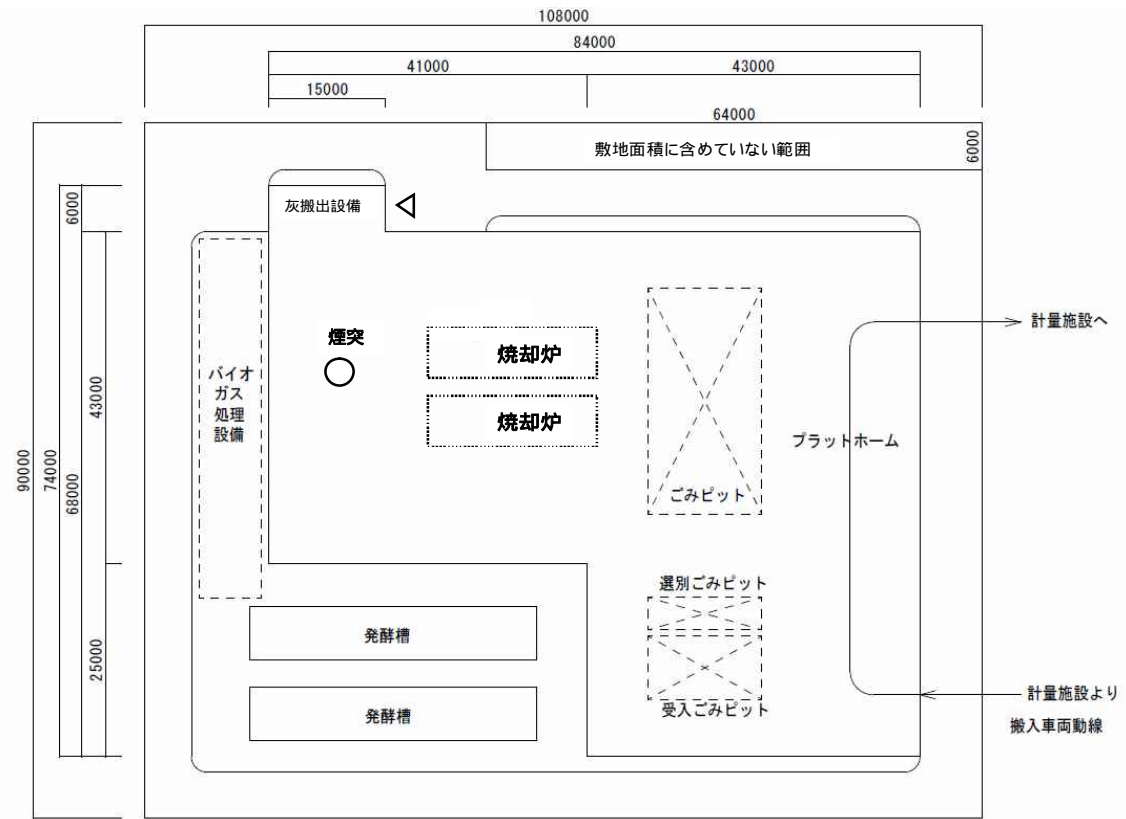 108000
84000
41000
43000
15000
64000
敷地面積に含めていない範囲
6000
6000
灰搬出設備
煙突
焼却炉
計量施設へ
バイオ
ガス
処理
設備
43000
焼却炉
プラットホーム
90000
74000
68000
ごみピット
選別ごみピット
発酵槽
25000
計量施設より
受入ごみピット
発酵槽
搬入車両動線